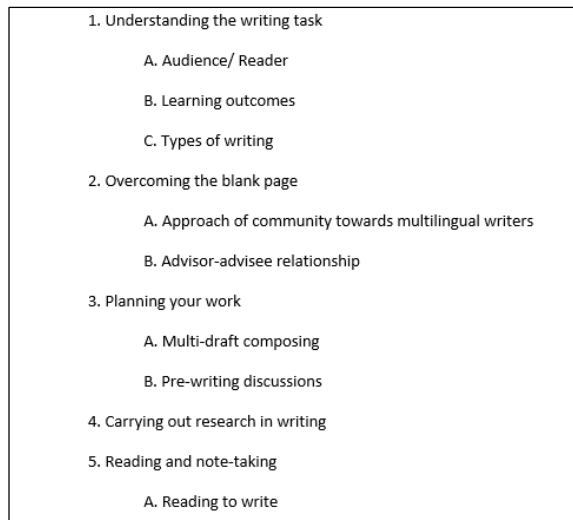 1. Understanding the writing task
A. Audience/ Reader
B. Learning outcomes
C. Types of writing
2. Overcoming the blank page
A. Approach of community towards multilingual writers
B. Advisor-advisee relationship
3. Planning your work
A. Multi-draft composing
B. Pre-writing discussions
4. Carrying out research in writing
5. Reading and note-taking
A. Reading to write